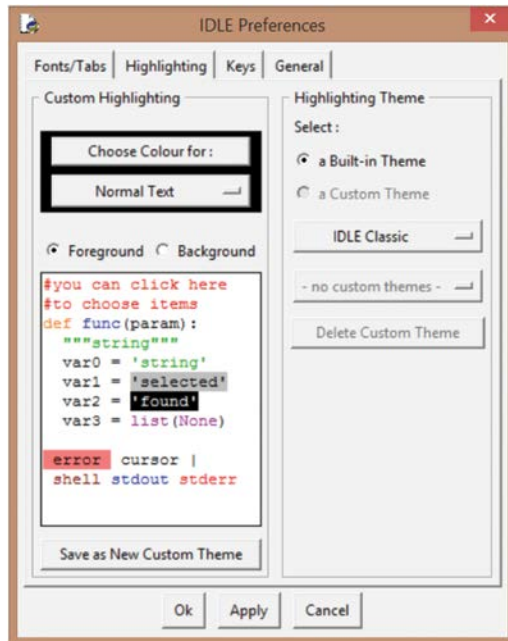 IDLE Preferences
Fonts/Tabs Highlighting Keys General
Custom Highlighting
Choose Colour for :
Normal Text
Foreground Background
#you can click here
#to choose items
def func(param):
  """string"""
  var0 = 'string'
  var1 = 'selected'
  var2 = 'found'
  var3 = list(None)
 error  cursor |
 shell stdout stderr
Save as New Custom Theme
Highlighting Theme
Select :
a Built-in Theme
a Custom Theme
IDLE Classic
- no custom themes -
Delete Custom Theme
Ok Apply Cancel